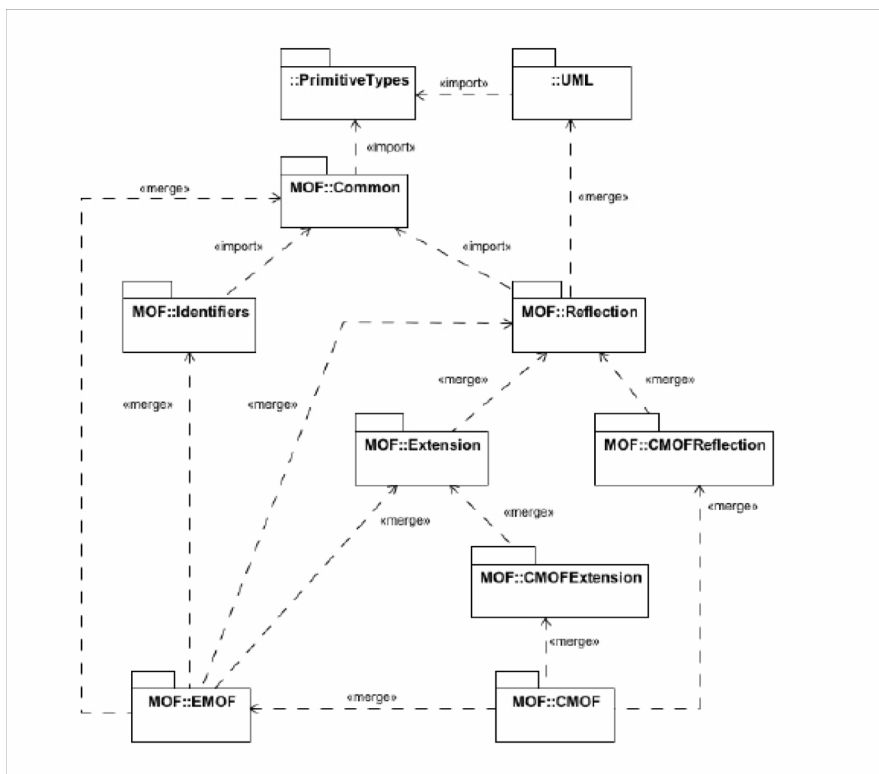 ::PrimitiveTypes
«import»
::UML
«import»
MOF::Common
«merge»
«merge»
«import»
«import»
MOF::Identifiers
MOF::Reflection
«merge»
«merge»
«merge»
«merge»
MOF::Extension
MOF::CMOFReflection
«merge»
«merge»
«merge»
MOF::CMOFExtension
«merge»
MOF::EMOF
«merge»
MOF::CMOF